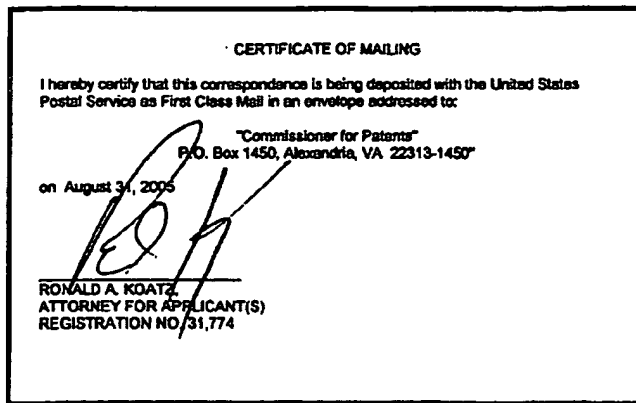 CERTIFICATE OF MAILING
I hereby certify that this correspondence is being deposited with the United States
Postal Service as First Class Mail in an envelope addressed to:
"Commissioner for Patents"
P.O. Box 1450, Alexandria, VA 22313-1450"
on August 31, 2005
RONALD A. KOATZ,
ATTORNEY FOR APPLICANT(S)
REGISTRATION NO. 31,774